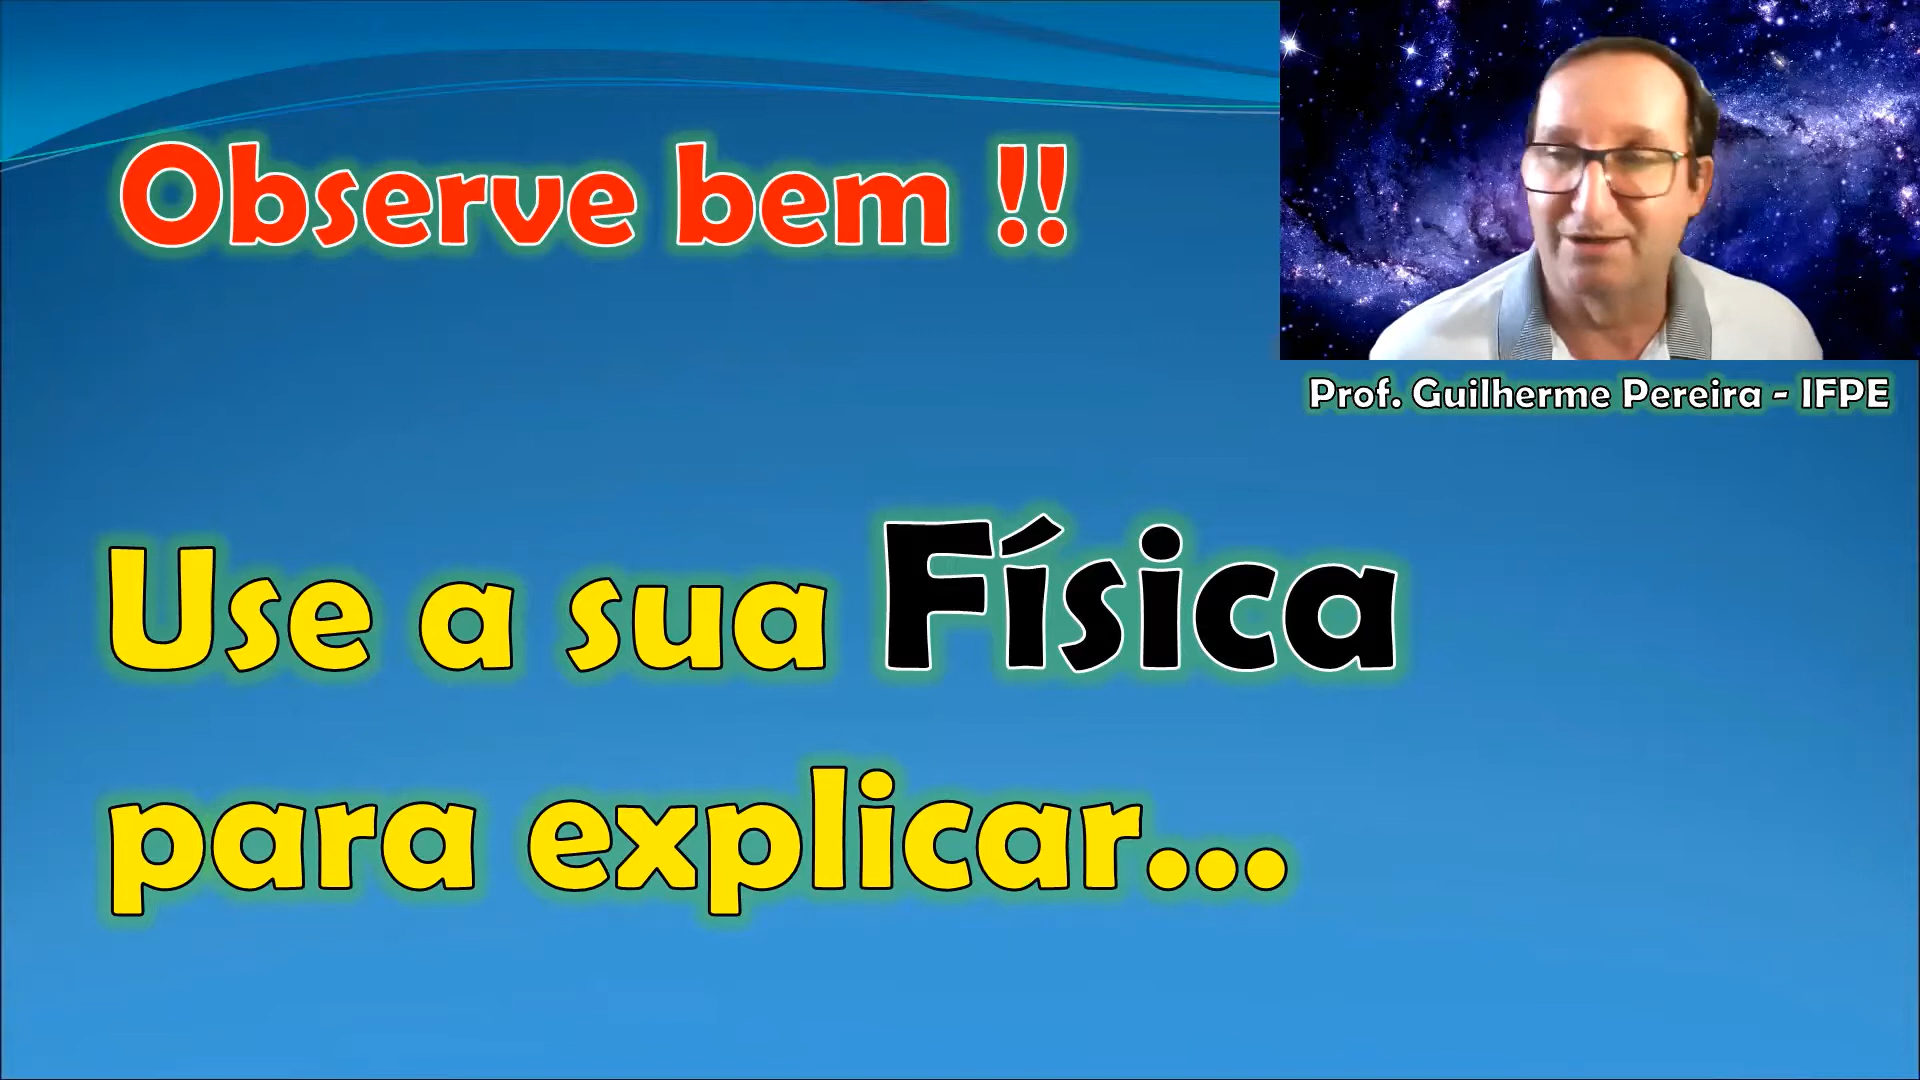 Observe bem !!
Prof. Guilherme Pereira - IFPE
Use a sua Física
para explicar...